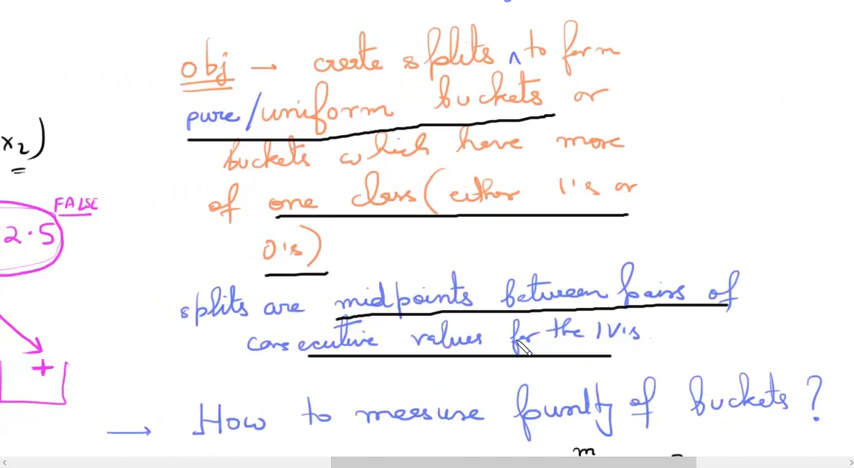 obj → create splits ^ to form
pure/uniform buckets or
buckets which have more
of one class (either 1's or
0's)
x2)
FALSE
2.5
+
splits are midpoints between pairs of
consecutive values for the IV's
→ How to measure purity of buckets?
m